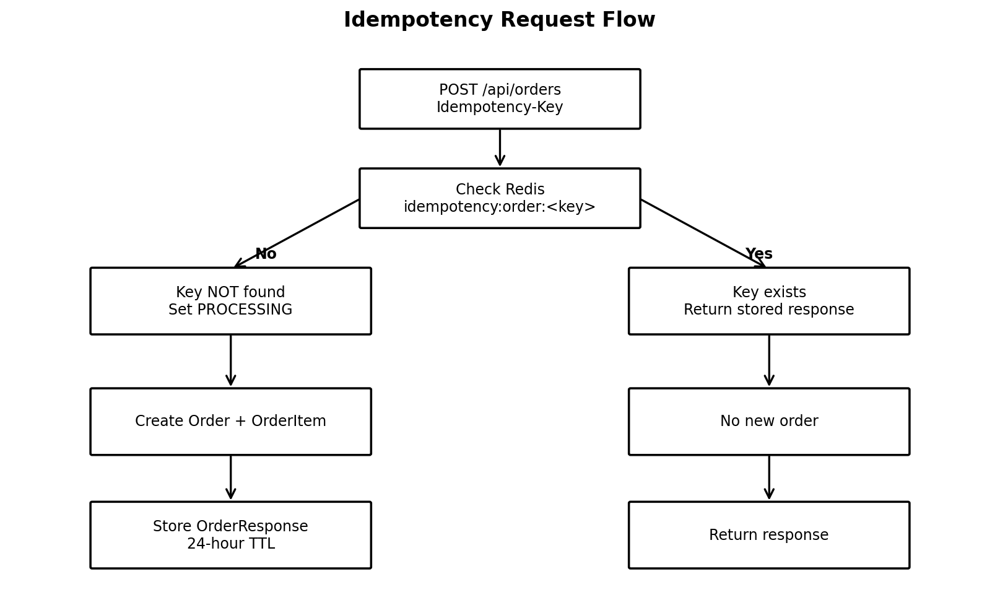 Idempotency Request Flow
POST /api/orders
Idempotency-Key
Check Redis
idempotency:order:<key>
No
Yes
Key NOT found
Set PROCESSING
Key exists
Return stored response
Create Order + OrderItem
No new order
Store OrderResponse
24-hour TTL
Return response